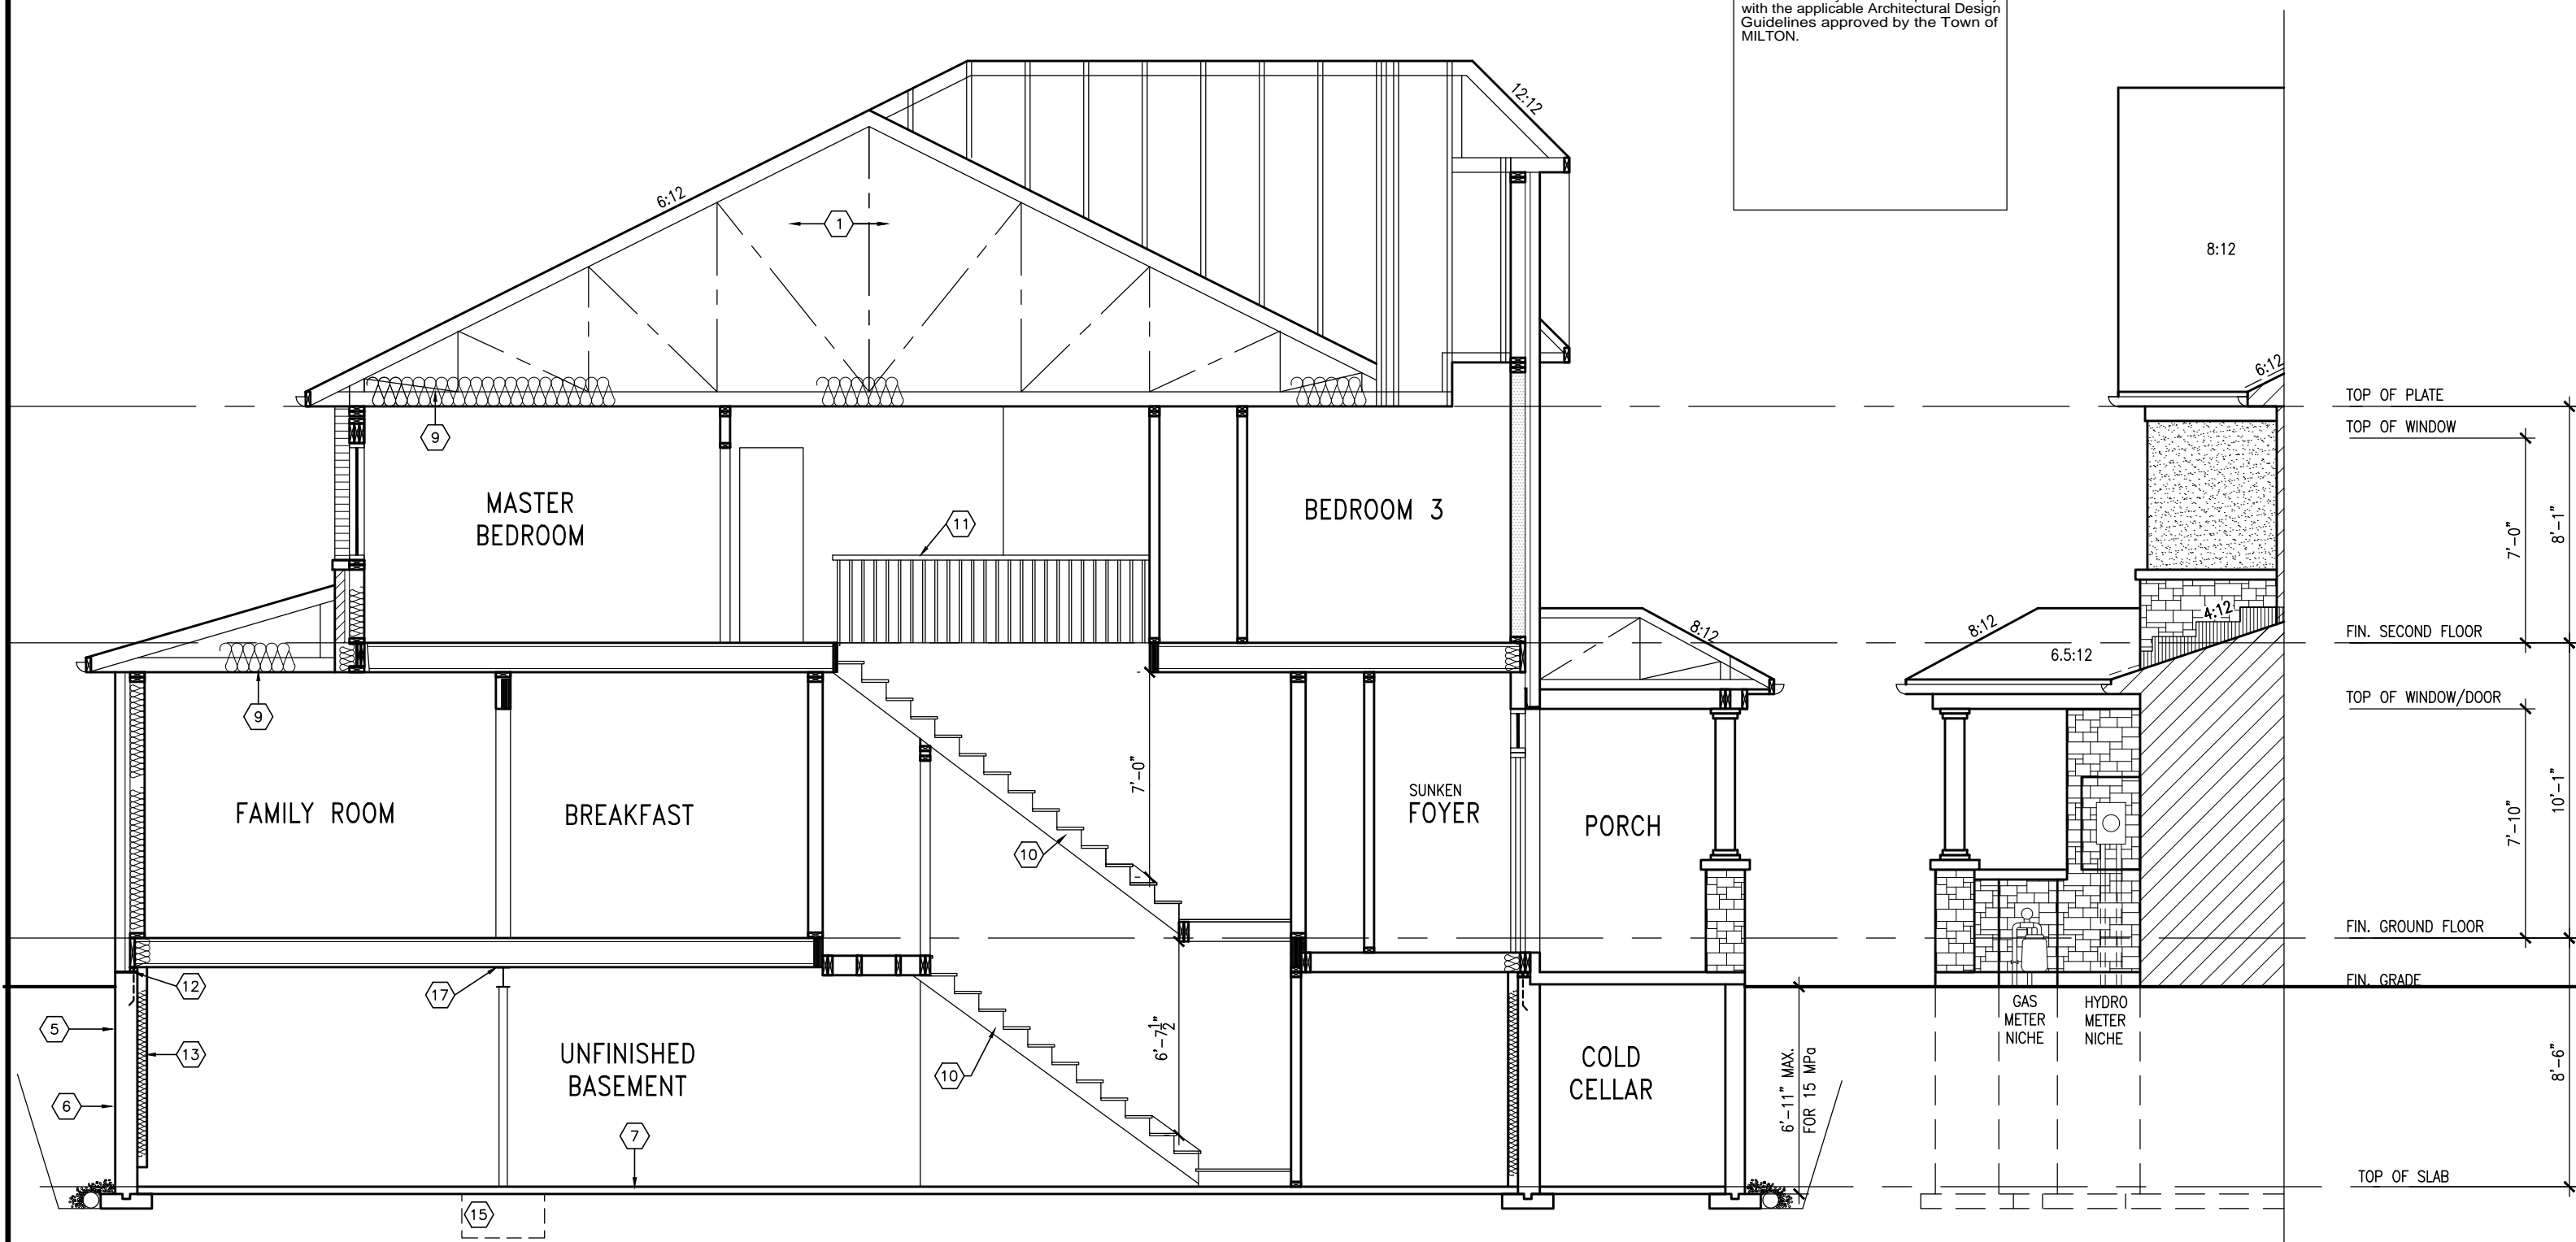 with the applicable Architectural Design
Guidelines approved by the Town of
MILTON.
12:12
6:12
1
8:12
6:12
TOP OF PLATE
TOP OF WINDOW
9
MASTER
BEDROOM
BEDROOM 3
11
7'-0"
8'-1"
4:12
8:12
8:12
6.5:12
FIN. SECOND FLOOR
TOP OF WINDOW/DOOR
9
FAMILY ROOM
BREAKFAST
7'-0"
10
SUNKEN
FOYER
PORCH
7'-10"
10'-1"
FIN. GROUND FLOOR
FIN. GRADE
12
17
5
13
6
UNFINISHED
BASEMENT
7
10
6'-7 1/2"
COLD
CELLAR
6'-11" MAX.
FOR 15 MPa
GAS
METER
NICHE
HYDRO
METER
NICHE
8'-6"
TOP OF SLAB
15